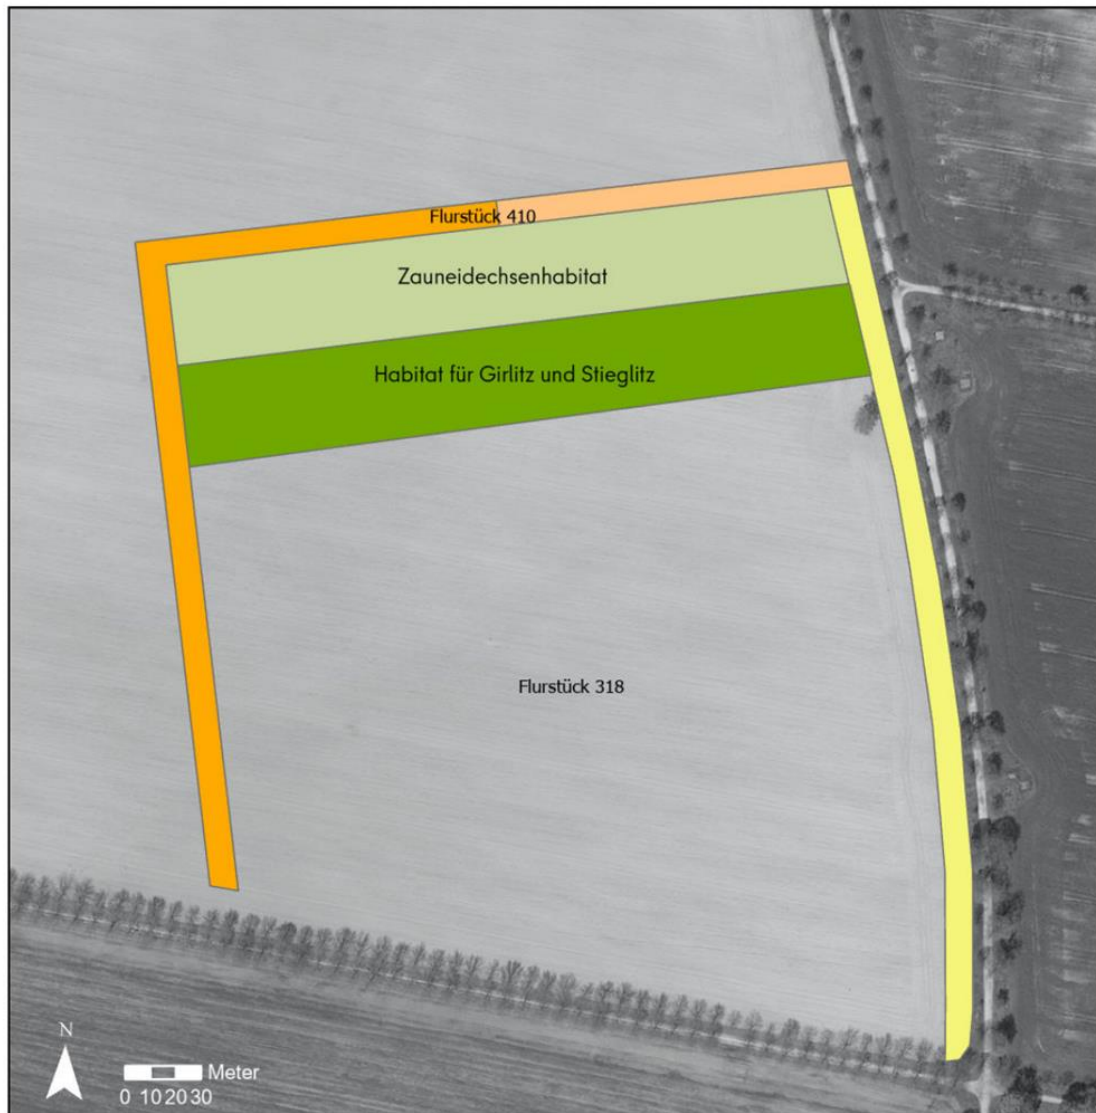 Flurstück 410
Zauneidechsenhabitat
Habitat für Girlitz und Stieglitz
Flurstück 318
N
Meter
0 10 20 30